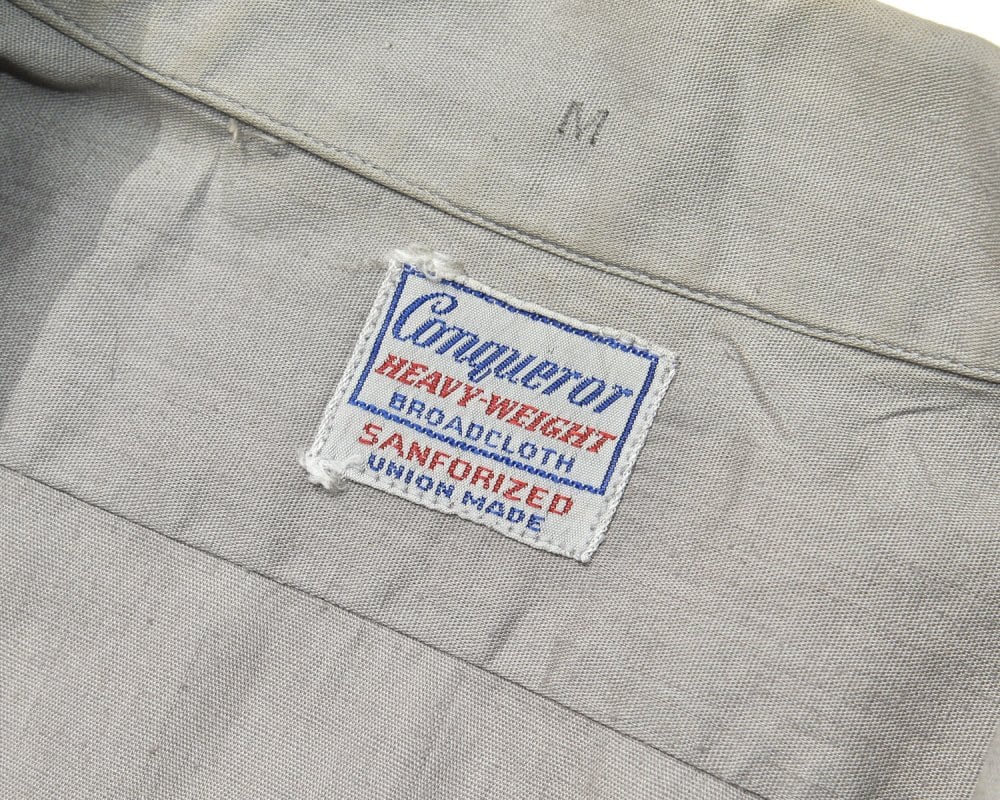 M
Conqueror
HEAVY-WEIGHT
BROADCLOTH
SANFORIZED
UNION MADE